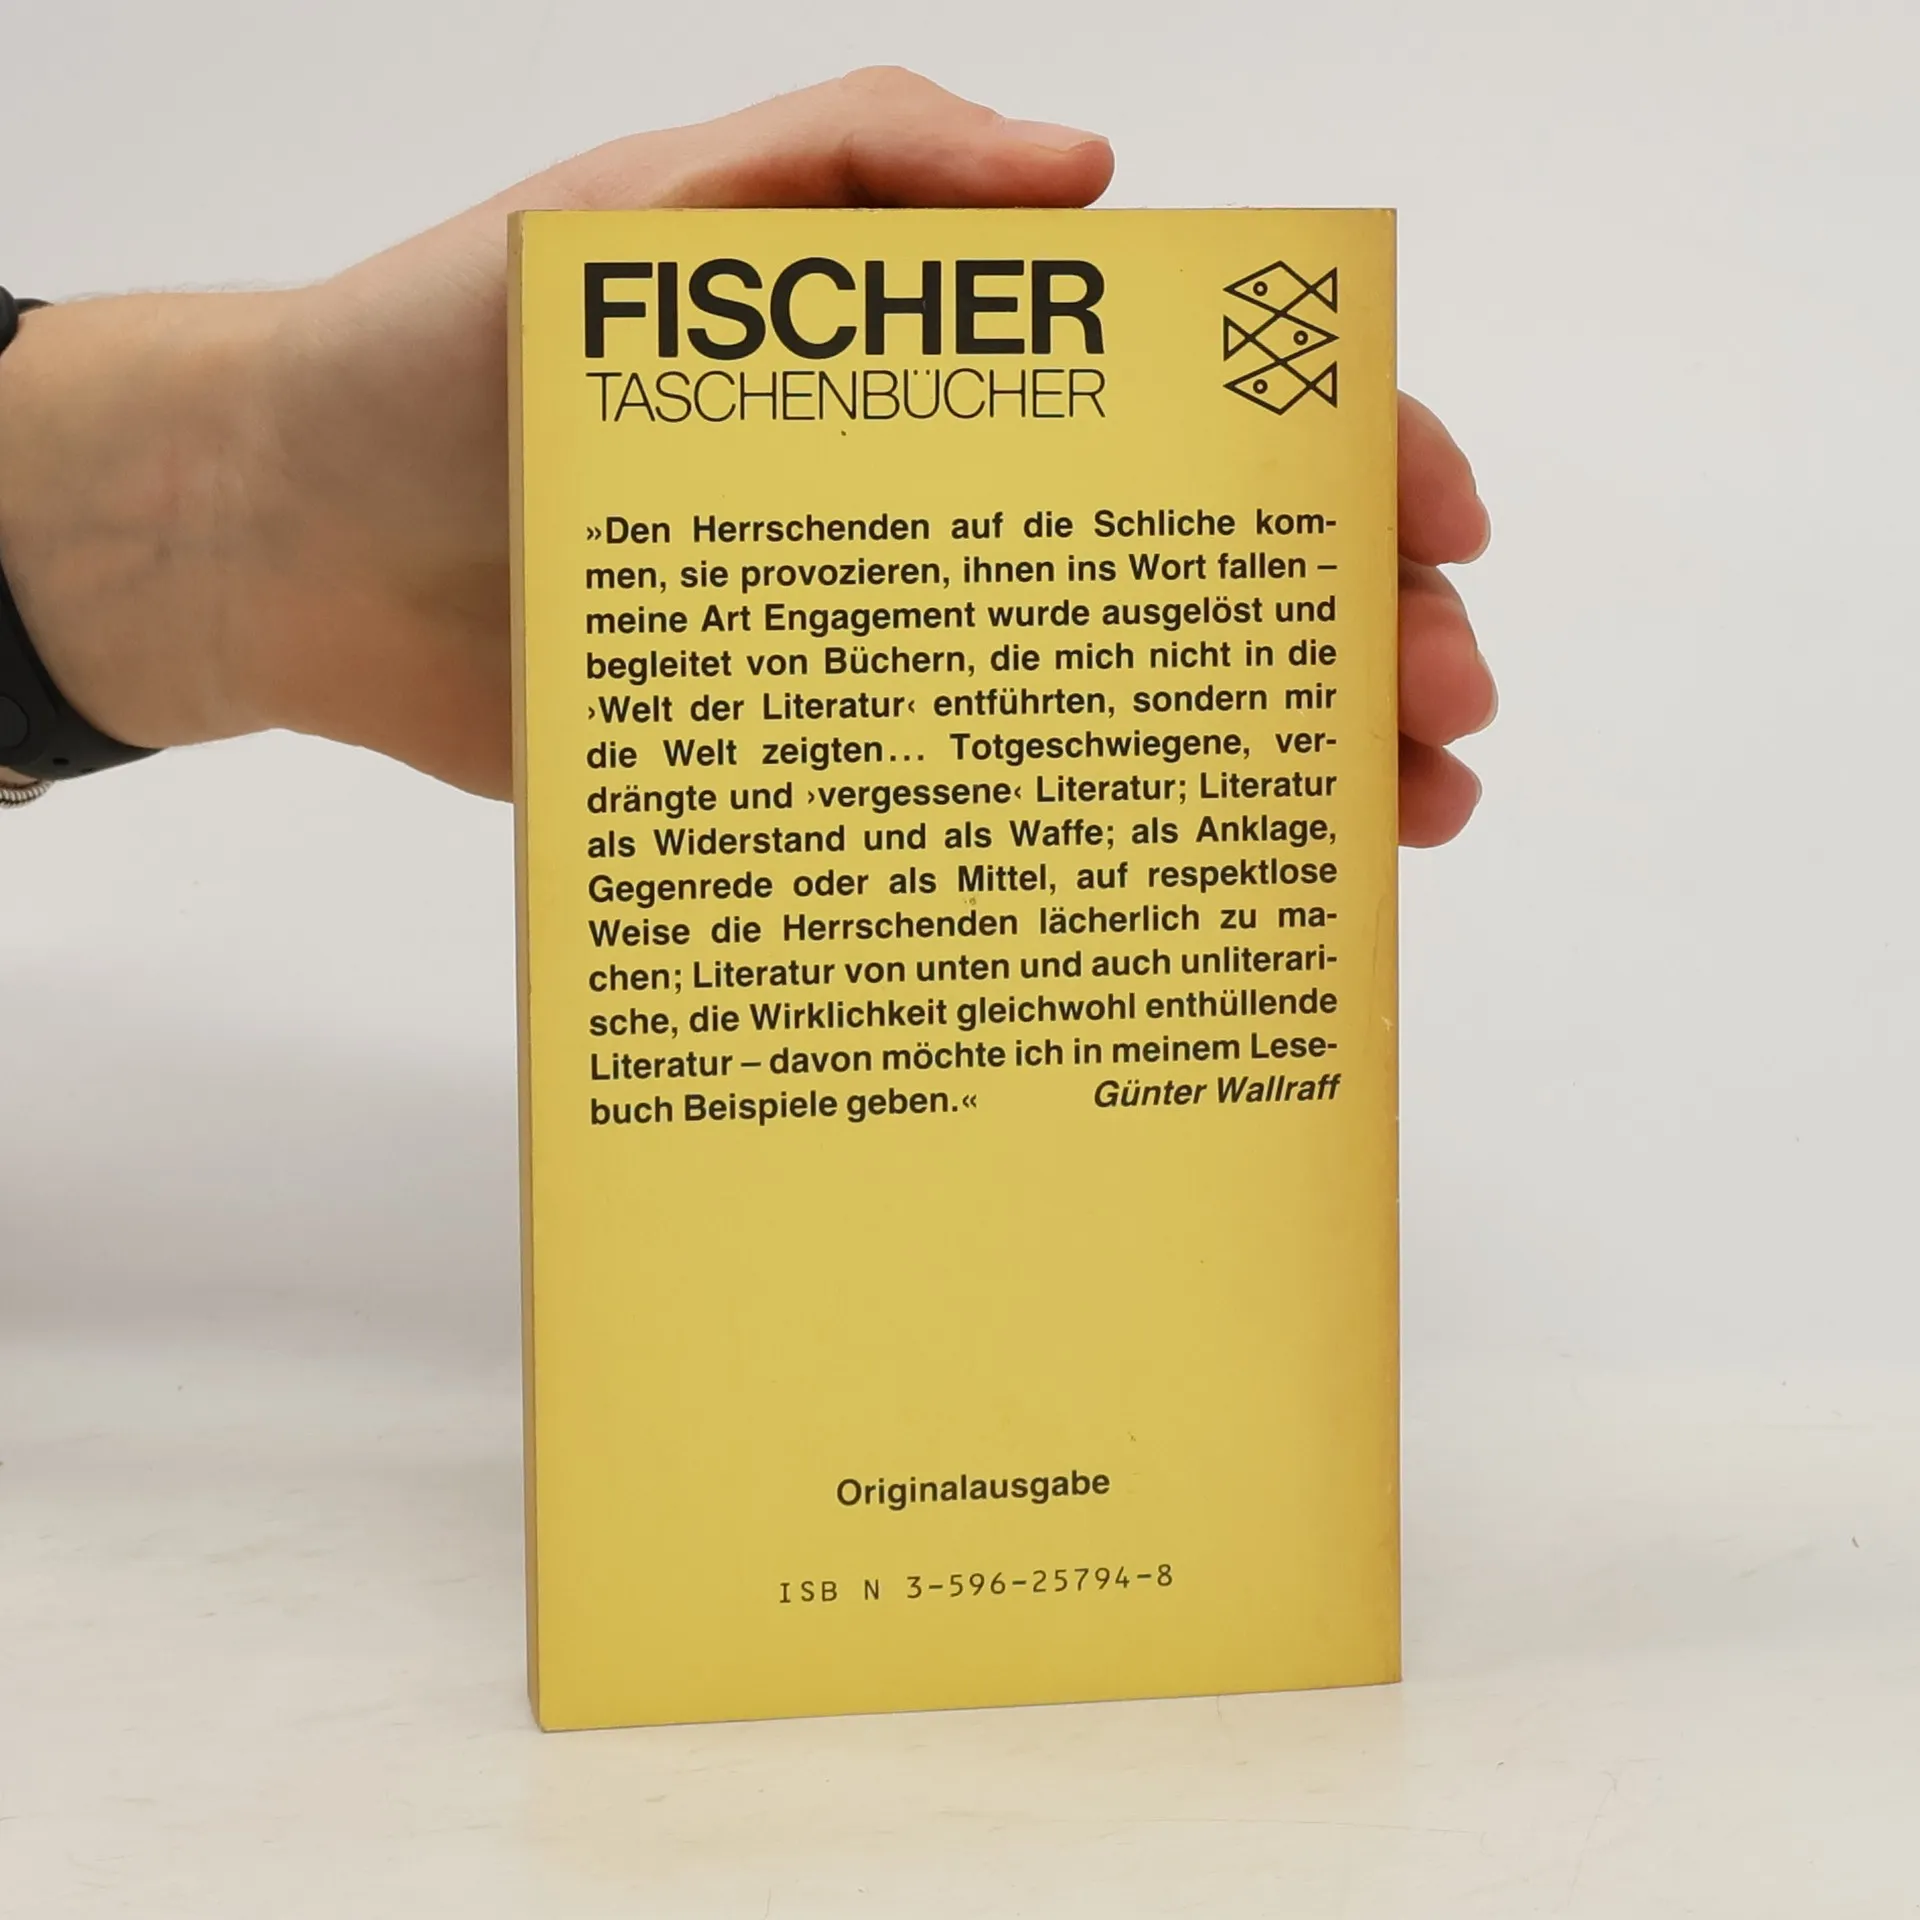 FISCHER
TASCHENBÜCHER
»Den Herrschenden auf die Schliche kom-
men, sie provozieren, ihnen ins Wort fallen –
meine Art Engagement wurde ausgelöst und
begleitet von Büchern, die mich nicht in die
›Welt der Literatur‹ entführten, sondern mir
die Welt zeigten... Totgeschwiegene, ver-
drängte und ›vergessene‹ Literatur; Literatur
als Widerstand und als Waffe; als Anklage,
Gegenrede oder als Mittel, auf respektlose
Weise die Herrschenden lächerlich zu ma-
chen; Literatur von unten und auch unliterari-
sche, die Wirklichkeit gleichwohl enthüllende
Literatur – davon möchte ich in meinem Lese-
buch Beispiele geben.« Günter Wallraff
Originalausgabe
ISB N 3-596-25794-8